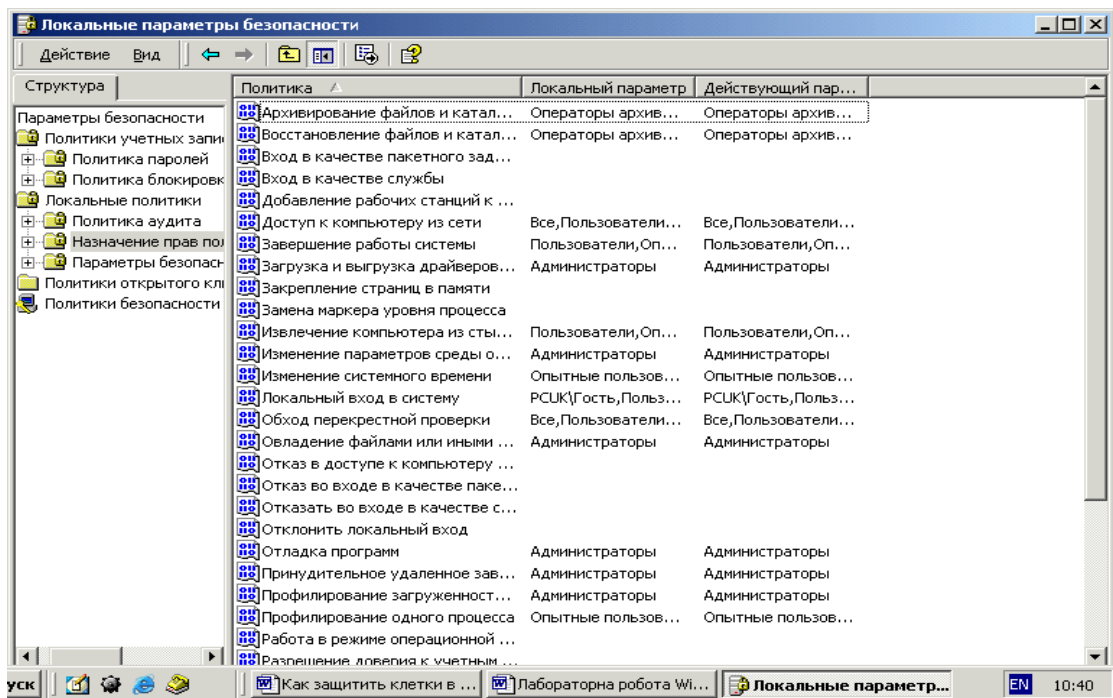 Локальные параметры безопасности
Действие Вид
Структура
Параметры безопасности
Политики учетных запи
Политика паролей
Политика блокировк
Локальные политики
Политика аудита
Назначение прав пол
Параметры безопасн
Политики открытого кл
Политики безопасности
Политика Локальный параметр Действующий пар...
Архивирование файлов и катал... Операторы архив... Операторы архив...
Восстановление файлов и катал... Операторы архив... Операторы архив...
Вход в качестве пакетного зад...
Вход в качестве службы
Добавление рабочих станций к ...
Доступ к компьютеру из сети Все,Пользователи... Все,Пользователи...
Завершение работы системы Пользователи,Оп... Пользователи,Оп...
Загрузка и выгрузка драйверов... Администраторы Администраторы
Закрепление страниц в памяти
Замена маркера уровня процесса
Извлечение компьютера из сты... Пользователи,Оп... Пользователи,Оп...
Изменение параметров среды о... Администраторы Администраторы
Изменение системного времени Опытные пользов... Опытные пользов...
Локальный вход в систему PCUK\Гость,Польз... PCUK\Гость,Польз...
Обход перекрестной проверки Все,Пользователи... Все,Пользователи...
Овладение файлами или иными ... Администраторы Администраторы
Отказ в доступе к компьютеру ...
Отказ во входе в качестве паке...
Отказать во входе в качестве с...
Отклонить локальный вход
Отладка программ Администраторы Администраторы
Принудительное удаленное зав... Администраторы Администраторы
Профилирование загруженност... Администраторы Администраторы
Профилирование одного процесса Опытные пользов... Опытные пользов...
Работа в режиме операционной ...
Разрешение доверия к учетным ...
уск Как защитить клетки в ... Лабораторна робота Wi... Локальные параметр... EN 10:40